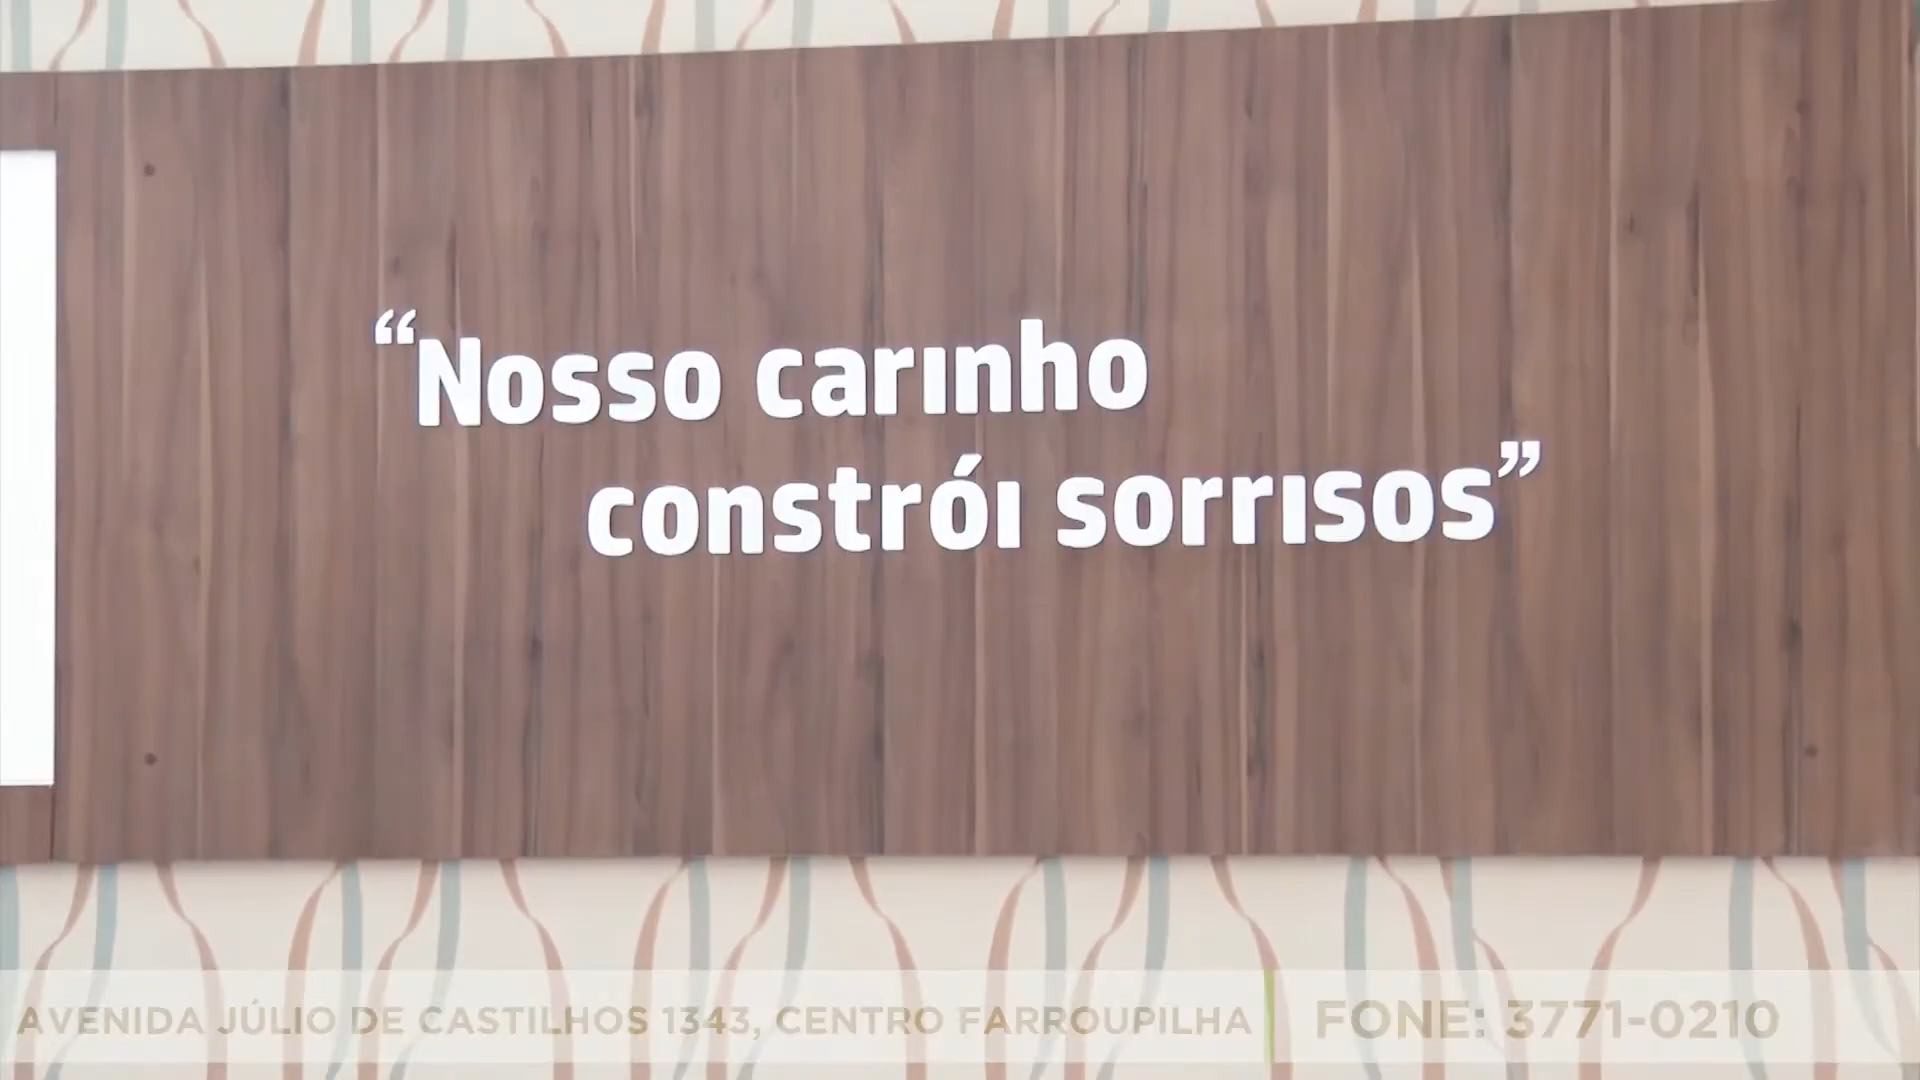 “Nosso carinho
constrói sorrisos”
AVENIDA JÚLIO DE CASTILHOS 1343, CENTRO FARROUPILHA
FONE: 3771-0210